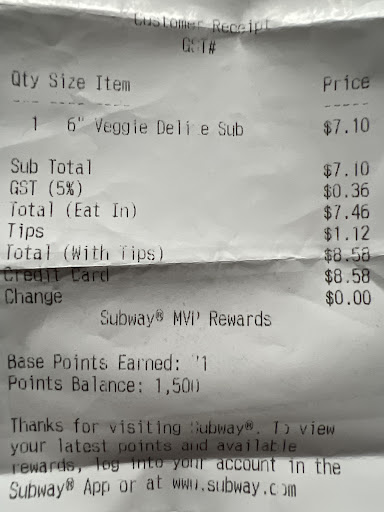 Customer Receipt
GST#
Qty Size Item Price
--- ---- ---- -----
1 6" Veggie Delite Sub $7.10
Sub Total $7.10
GST (5%) $0.36
Total (Eat In) $7.46
Tips $1.12
Total (With Tips) $8.58
Credit Card $8.58
Change $0.00
Subway® MVP Rewards
Base Points Earned: 71
Points Balance: 1,500
Thanks for visiting Subway®. To view
your latest points and available
rewards, log into your account in the
Subway® App or at www.subway.com